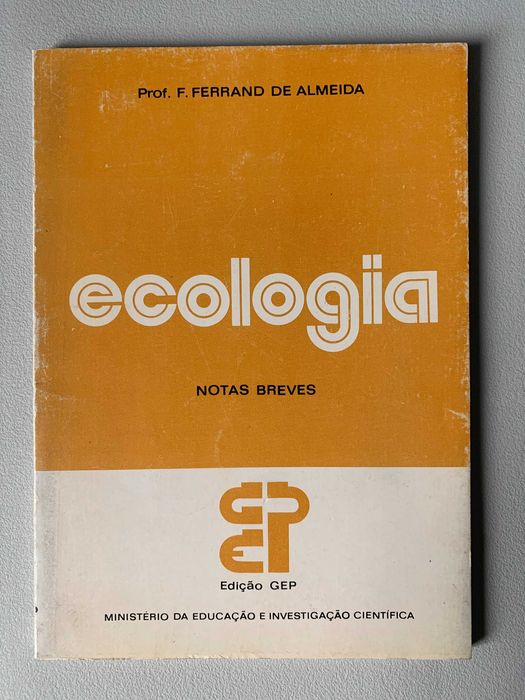 Prof. F. FERRAND DE ALMEIDA
ecologia
NOTAS BREVES
GEP
Edição GEP
MINISTÉRIO DA EDUCAÇÃO E INVESTIGAÇÃO CIENTÍFICA